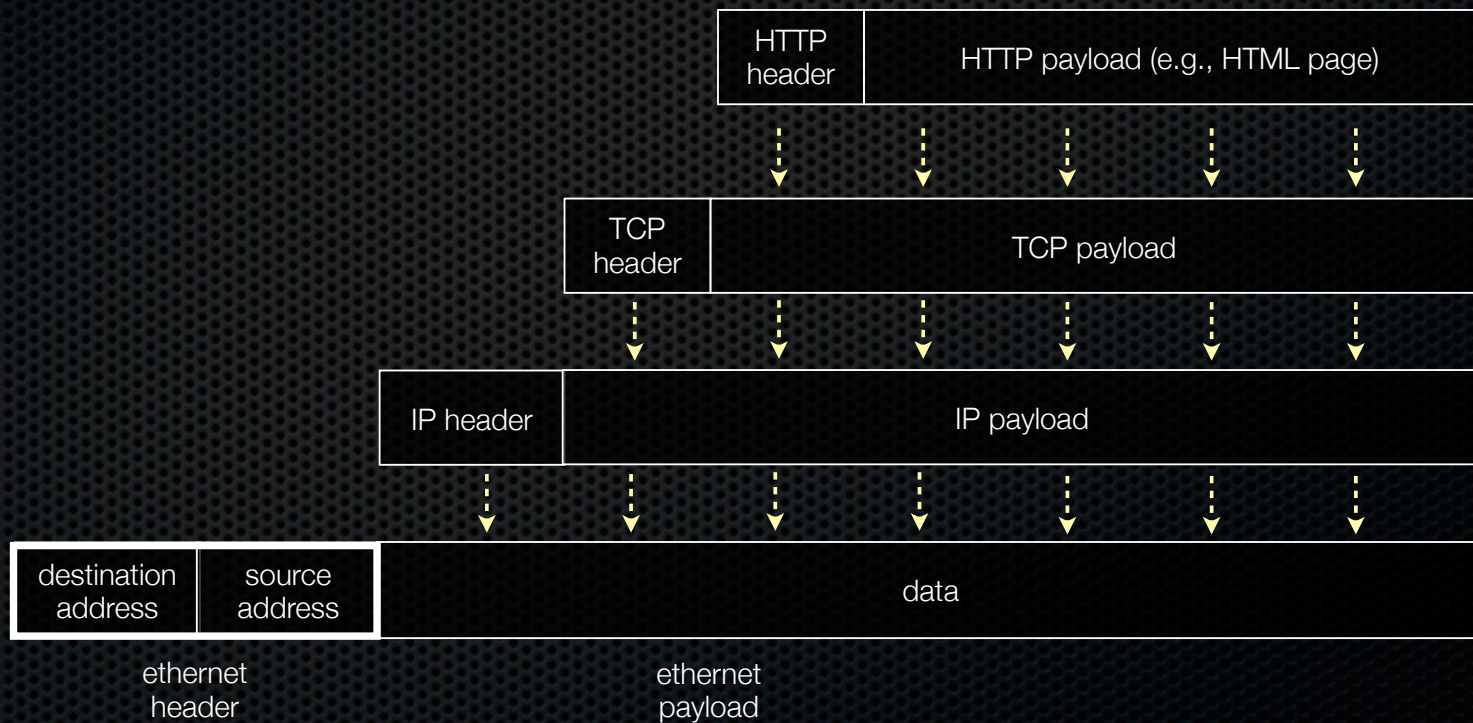 HTTP
header
HTTP payload (e.g., HTML page)
TCP
header
TCP payload
IP header
IP payload
destination
address
source
address
data
ethernet
header
ethernet
payload